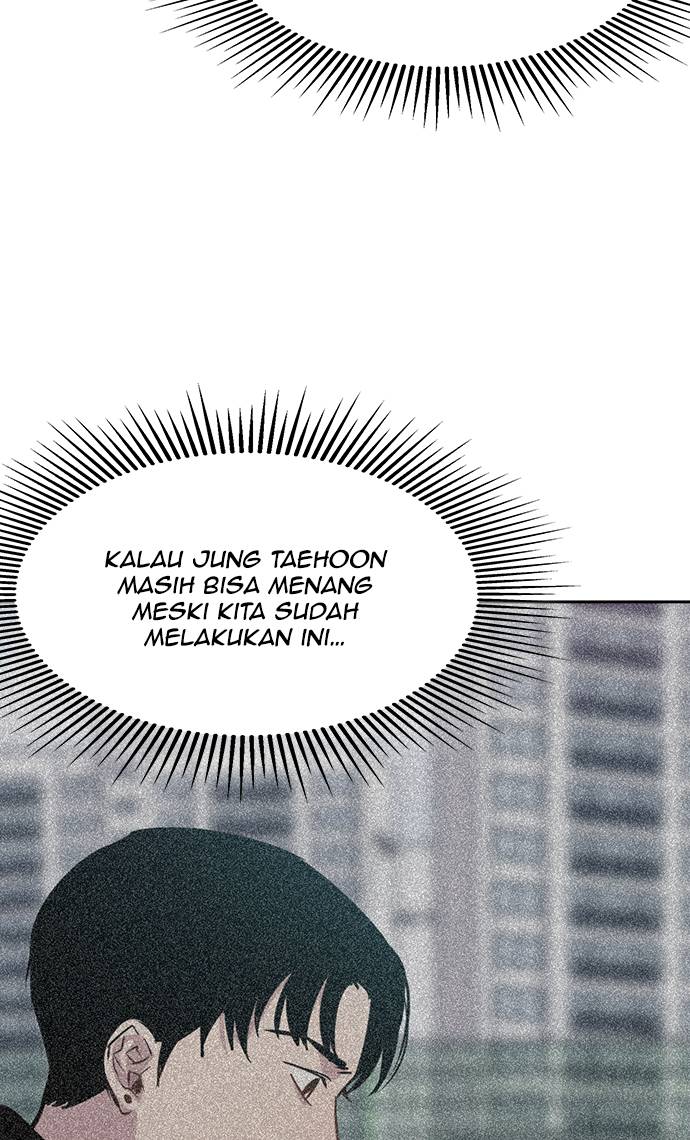 KALAU JUNG TAEHOON
MASIH BISA MENANG
MESKI KITA SUDAH
MELAKUKAN INI...